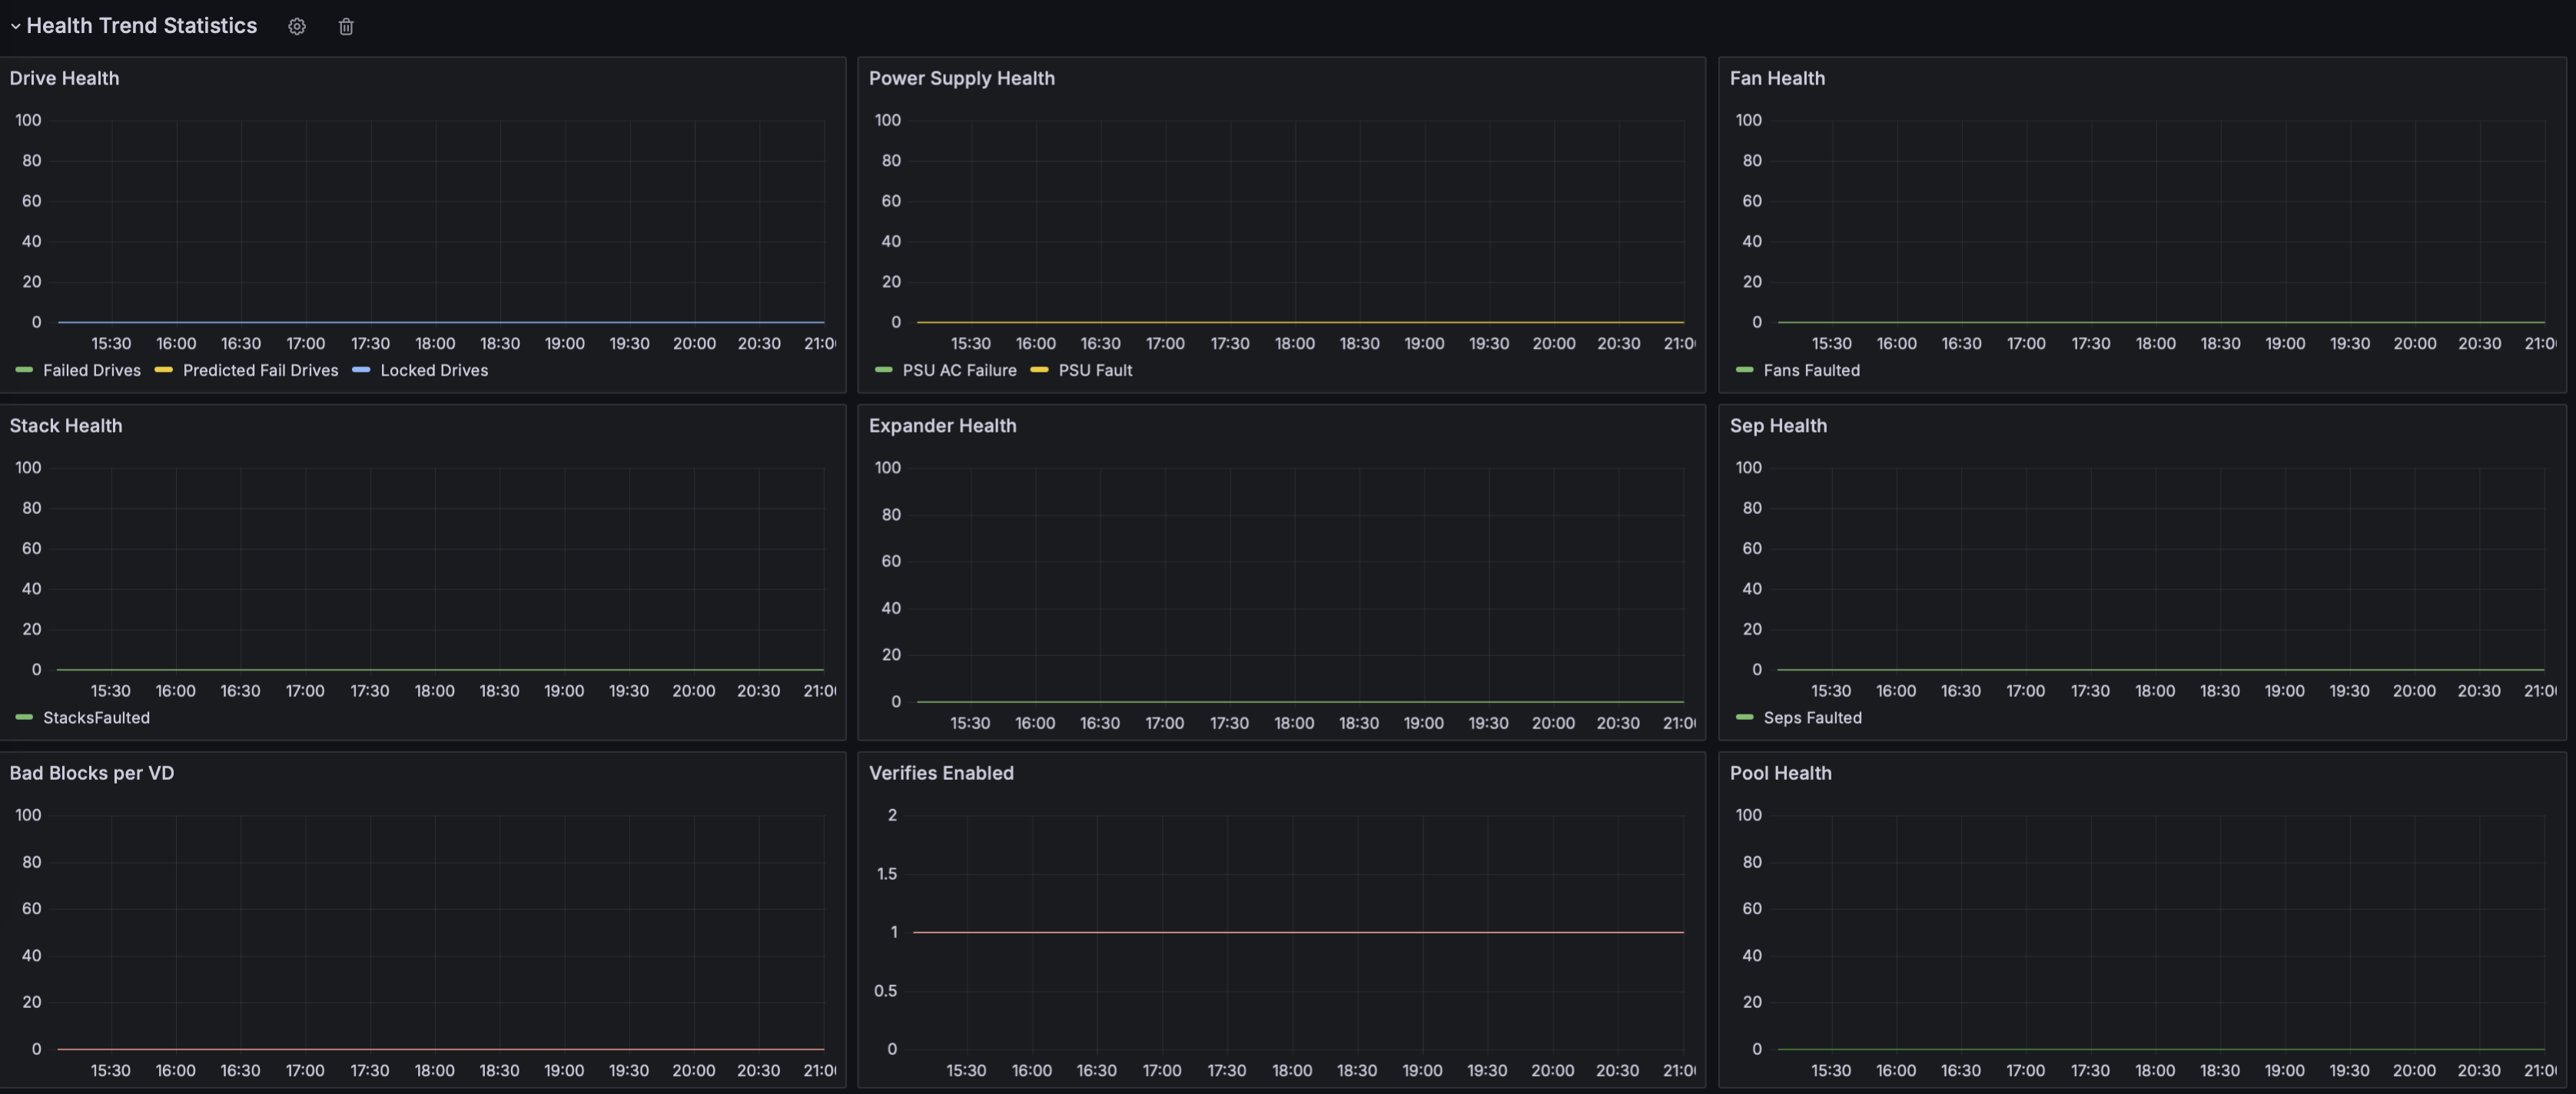 Health Trend Statistics
Drive Health
100
80
60
40
20
0
15:30 16:00 16:30 17:00 17:30 18:00 18:30 19:00 19:30 20:00 20:30 21:0
Failed Drives Predicted Fail Drives Locked Drives
Power Supply Health
100
80
60
40
20
0
15:30 16:00 16:30 17:00 17:30 18:00 18:30 19:00 19:30 20:00 20:30 21:0
PSU AC Failure PSU Fault
Fan Health
100
80
60
40
20
0
15:30 16:00 16:30 17:00 17:30 18:00 18:30 19:00 19:30 20:00 20:30 21:0
Fans Faulted
Stack Health
100
80
60
40
20
0
15:30 16:00 16:30 17:00 17:30 18:00 18:30 19:00 19:30 20:00 20:30 21:0
StacksFaulted
Expander Health
100
80
60
40
20
0
15:30 16:00 16:30 17:00 17:30 18:00 18:30 19:00 19:30 20:00 20:30 21:0
Sep Health
100
80
60
40
20
0
15:30 16:00 16:30 17:00 17:30 18:00 18:30 19:00 19:30 20:00 20:30 21:0
Seps Faulted
Bad Blocks per VD
100
80
60
40
20
0
15:30 16:00 16:30 17:00 17:30 18:00 18:30 19:00 19:30 20:00 20:30 21:0
Verifies Enabled
2
1.5
1
0.5
0
15:30 16:00 16:30 17:00 17:30 18:00 18:30 19:00 19:30 20:00 20:30 21:0
Pool Health
100
80
60
40
20
0
15:30 16:00 16:30 17:00 17:30 18:00 18:30 19:00 19:30 20:00 20:30 21:0